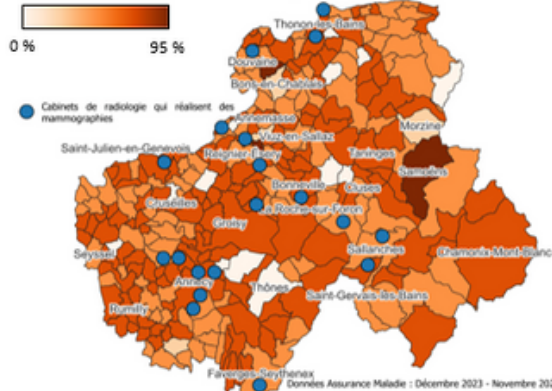 0 %
95 %
Cabinets de radiologie qui réalisent des
mammographies
Thonon-les-Bains
Douvaine
Bons-en-Chablais
Annemasse
Morzine
Viuz-en-Sallaz
Saint-Julien-en-Genevois
Reignier-Ésery
Taninges
Samoëns
Bonneville
Cluses
Cruseilles
La Roche-sur-Foron
Groisy
Sallanches
Chamonix-Mont-Blanc
Seyssel
Annecy
Thônes
Saint-Gervais-les-Bains
Rumilly
Faverges-Seythenex
Données Assurance Maladie : Décembre 2023 - Novembre 202